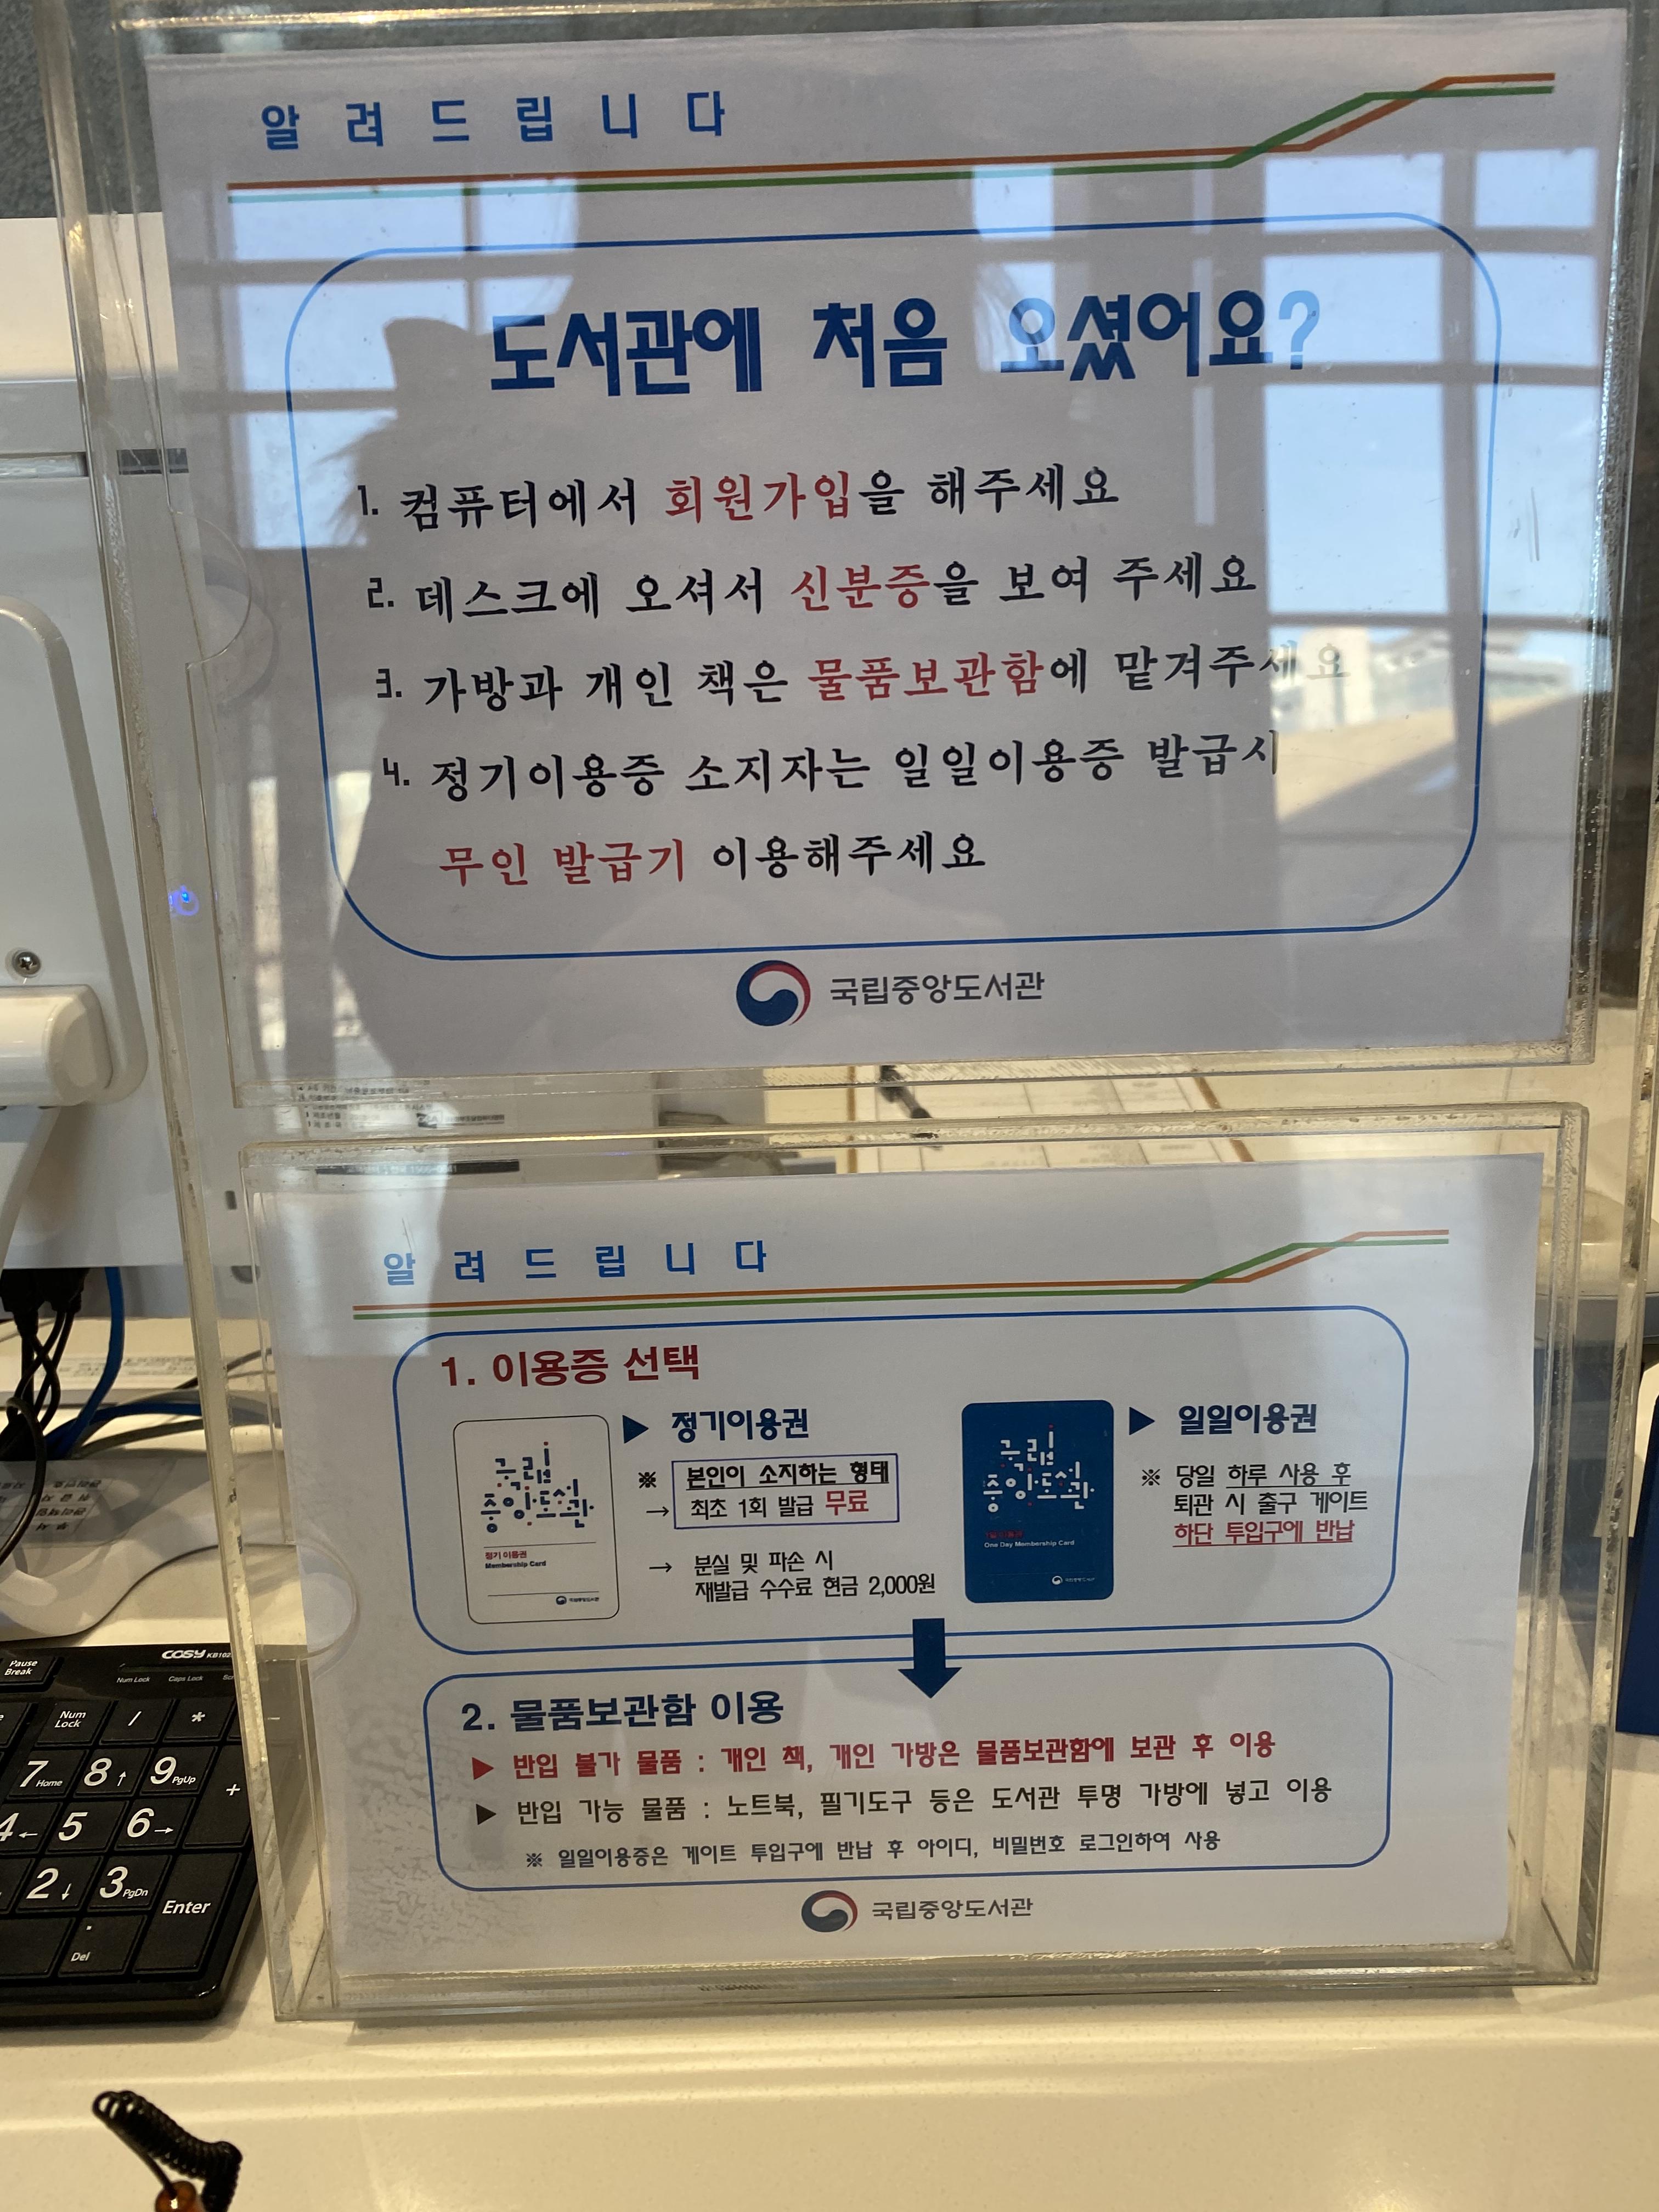 알려드립니다
도서관에 처음 오셨어요?
1. 컴퓨터에서 회원가입을 해주세요
2. 데스크에 오셔서 신분증을 보여 주세요
3. 가방과 개인 책은 물품보관함에 맡겨주세요
4. 정기이용증 소지자는 일일이용증 발급시
무인 발급기 이용해주세요
국립중앙도서관
알려드립니다
1. 이용증 선택
국립
중앙도서관
정기 이용권
Membership Card
▶ 정기이용권
※ 본인이 소지하는 형태
→ 최초 1회 발급 무료
→ 분실 및 파손 시
재발급 수수료 현금 2,000원
국립
중앙도서관
One Day Membership Card
국립중앙도서관
▶ 일일이용권
※ 당일 하루 사용 후
퇴관 시 출구 게이트
하단 투입구에 반납
2. 물품보관함 이용
▶ 반입 불가 물품 : 개인 책, 개인 가방은 물품보관함에 보관 후 이용
▶ 반입 가능 물품 : 노트북, 필기도구 등은 도서관 투명 가방에 넣고 이용
※ 일일이용증은 게이트 투입구에 반납 후 아이디, 비밀번호 로그인하여 사용
국립중앙도서관
COSY
Pause
Break
Num Lock Caps Lock
Num
Lock
/ *
7 Home 8 ↑ 9 PgUp +
4 ← 5 6 →
2 ↓ 3 PgDn Enter
. Del